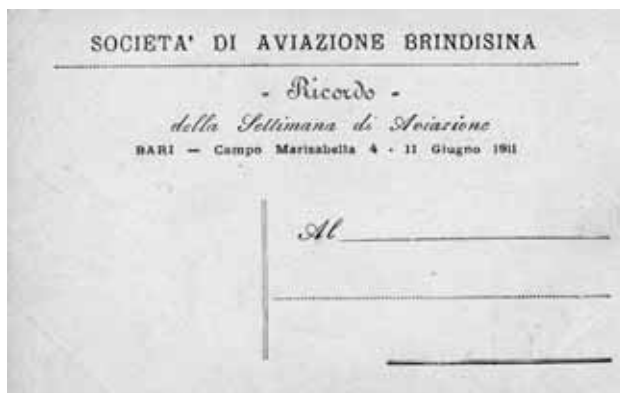 SOCIETA' DI AVIAZIONE BRINDISINA
- Ricordo -
della Settimana di Aviazione
BARI — Campo Marisabella 4 - 11 Giugno 1911
Al